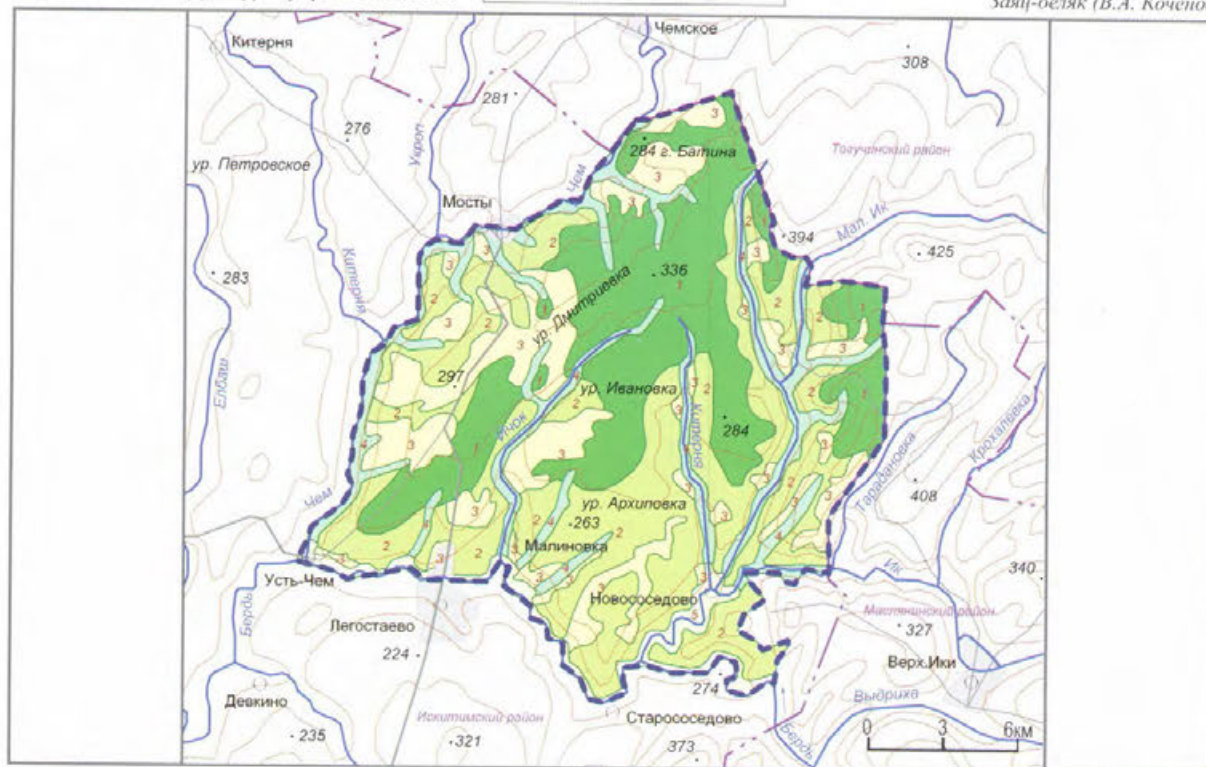 Заяц-беляк (В.А. Коченов
Китерня
Чемское
308
281
276
Укроп
ур. Петровское
284 г. Батина
Тогучинский район
Чем
Мосты
394
Мал. Ик
425
283
Китерня
336
ур. Дмитриевка
Елбаш
297
ур. Ивановка
Ичок
284
Тарадановка
Крохалевка
408
Чем
ур. Архиповка
263
Малиновка
Ик
340
Усть-Чем
Новососедово
Маслянинский район
327
Бердь
Легостаево
224
Верх.Ики
274
Выдриха
Девкино
Искитимский район
Старососедово
0 3 6км
235
321
373
Бердь